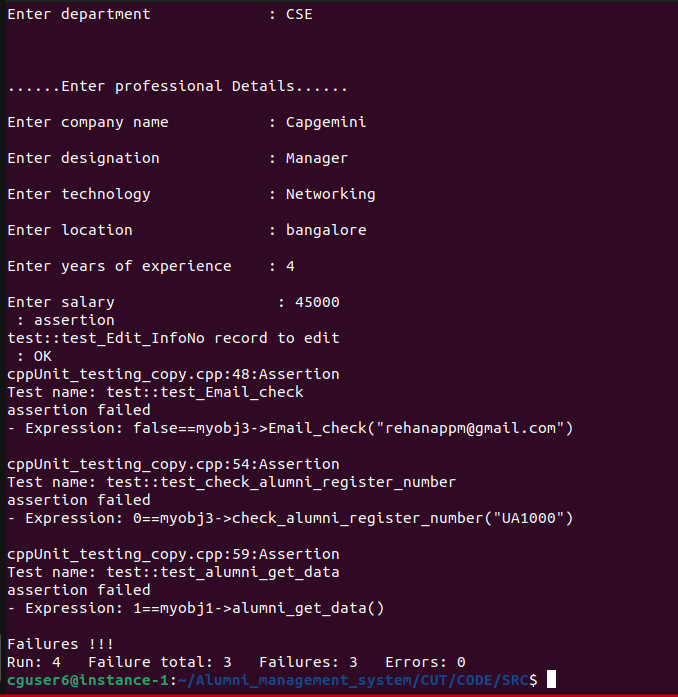 Enter department             : CSE
......Enter professional Details......
Enter company name           : Capgemini
Enter designation            : Manager
Enter technology             : Networking
Enter location               : bangalore
Enter years of experience    : 4
Enter salary                  : 45000
 : assertion
test::test_Edit_InfoNo record to edit
 : OK
cppUnit_testing_copy.cpp:48:Assertion
Test name: test::test_Email_check
assertion failed
- Expression: false==myobj3->Email_check("rehanappm@gmail.com")
cppUnit_testing_copy.cpp:54:Assertion
Test name: test::test_check_alumni_register_number
assertion failed
- Expression: 0==myobj3->check_alumni_register_number("UA1000")
cppUnit_testing_copy.cpp:59:Assertion
Test name: test::test_alumni_get_data
assertion failed
- Expression: 1==myobj1->alumni_get_data()
Failures !!!
Run: 4   Failure total: 3   Failures: 3   Errors: 0
cguser6@instance-1:~/Alumni_management_system/CUT/CODE/SRC$